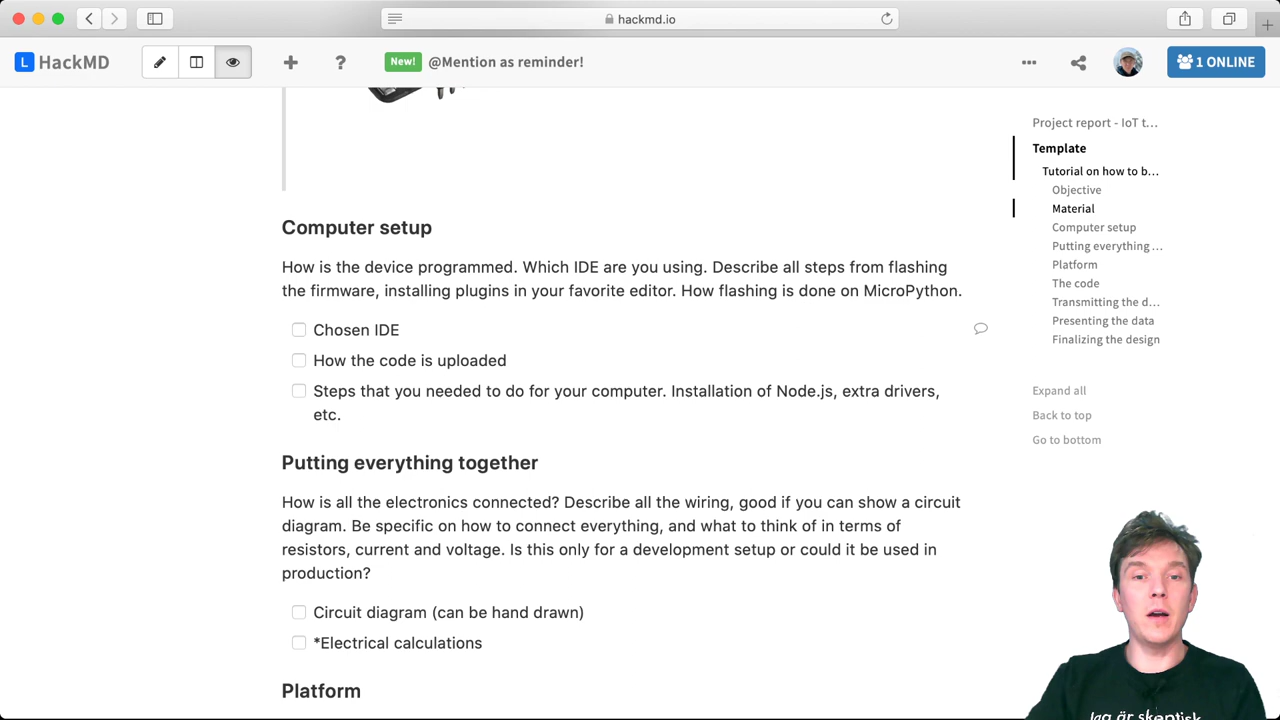 hackmd.io
HackMD
New! @Mention as reminder!
1 ONLINE
Computer setup
How is the device programmed. Which IDE are you using. Describe all steps from flashing
the firmware, installing plugins in your favorite editor. How flashing is done on MicroPython.
Chosen IDE
How the code is uploaded
Steps that you needed to do for your computer. Installation of Node.js, extra drivers,
etc.
Putting everything together
How is all the electronics connected? Describe all the wiring, good if you can show a circuit
diagram. Be specific on how to connect everything, and what to think of in terms of
resistors, current and voltage. Is this only for a development setup or could it be used in
production?
Circuit diagram (can be hand drawn)
*Electrical calculations
Platform
Project report - IoT t...
Template
Tutorial on how to b...
Objective
Material
Computer setup
Putting everything ...
Platform
The code
Transmitting the d...
Presenting the data
Finalizing the design
Expand all
Back to top
Go to bottom
Jag är skeptisk